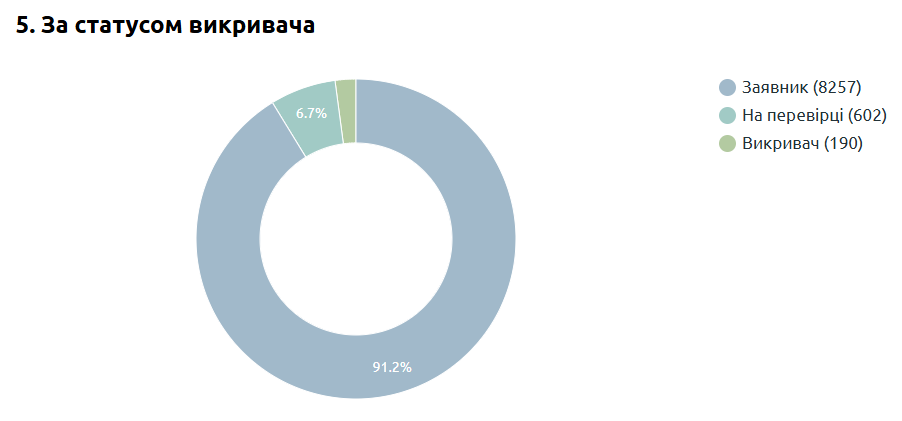 5. За статусом викривача
Заявник (8257)
На перевірці (602)
Викривач (190)
6.7%
91.2%